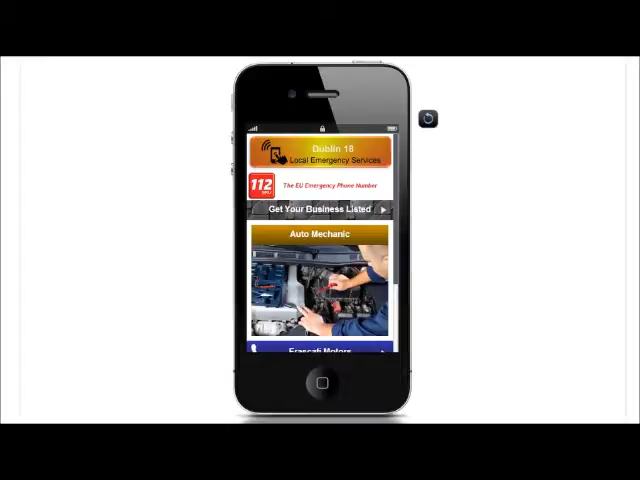 Dublin 18
Local Emergency Services
112
The EU Emergency Phone Number
Get Your Business Listed
Auto Mechanic
Frascati Motors